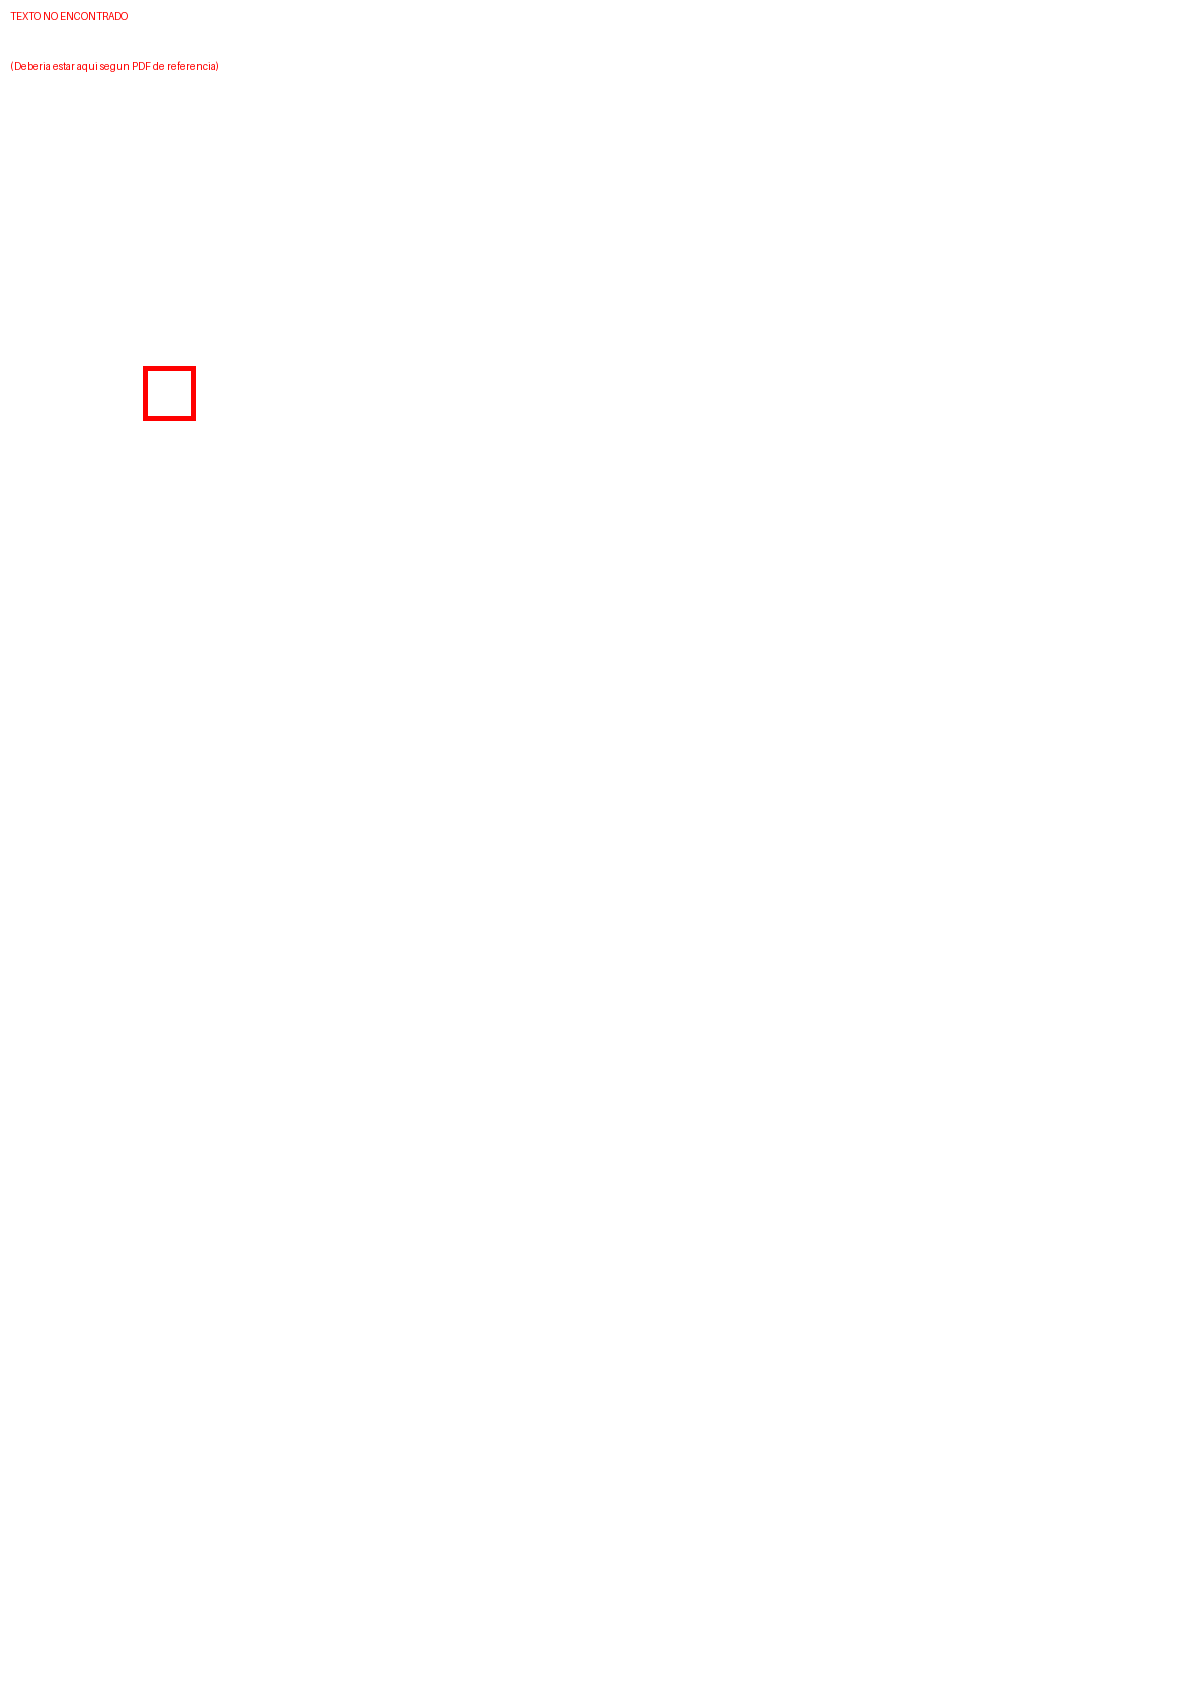 TEXTO NO ENCONTRADO
(Deberia estar aqui segun PDF de referencia)